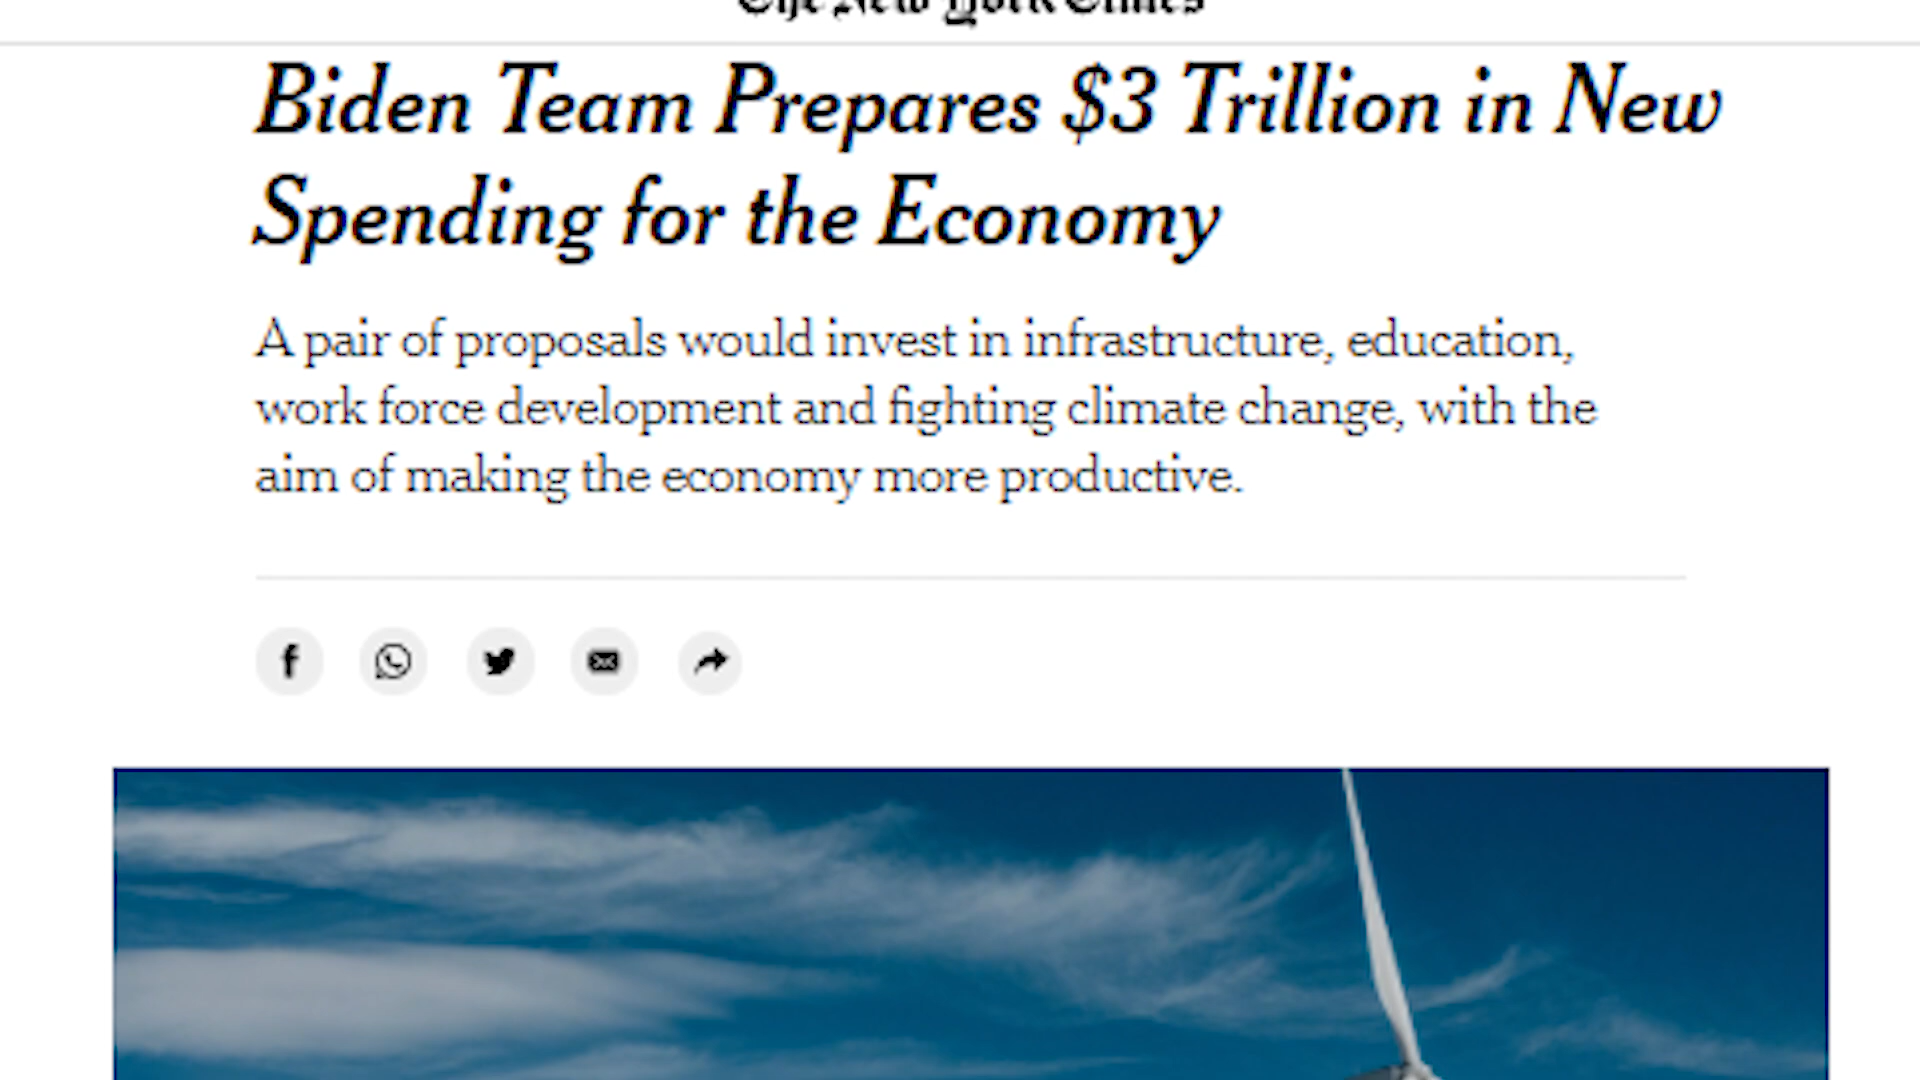 The New York Times
Biden Team Prepares $3 Trillion in New
Spending for the Economy
A pair of proposals would invest in infrastructure, education,
work force development and fighting climate change, with the
aim of making the economy more productive.